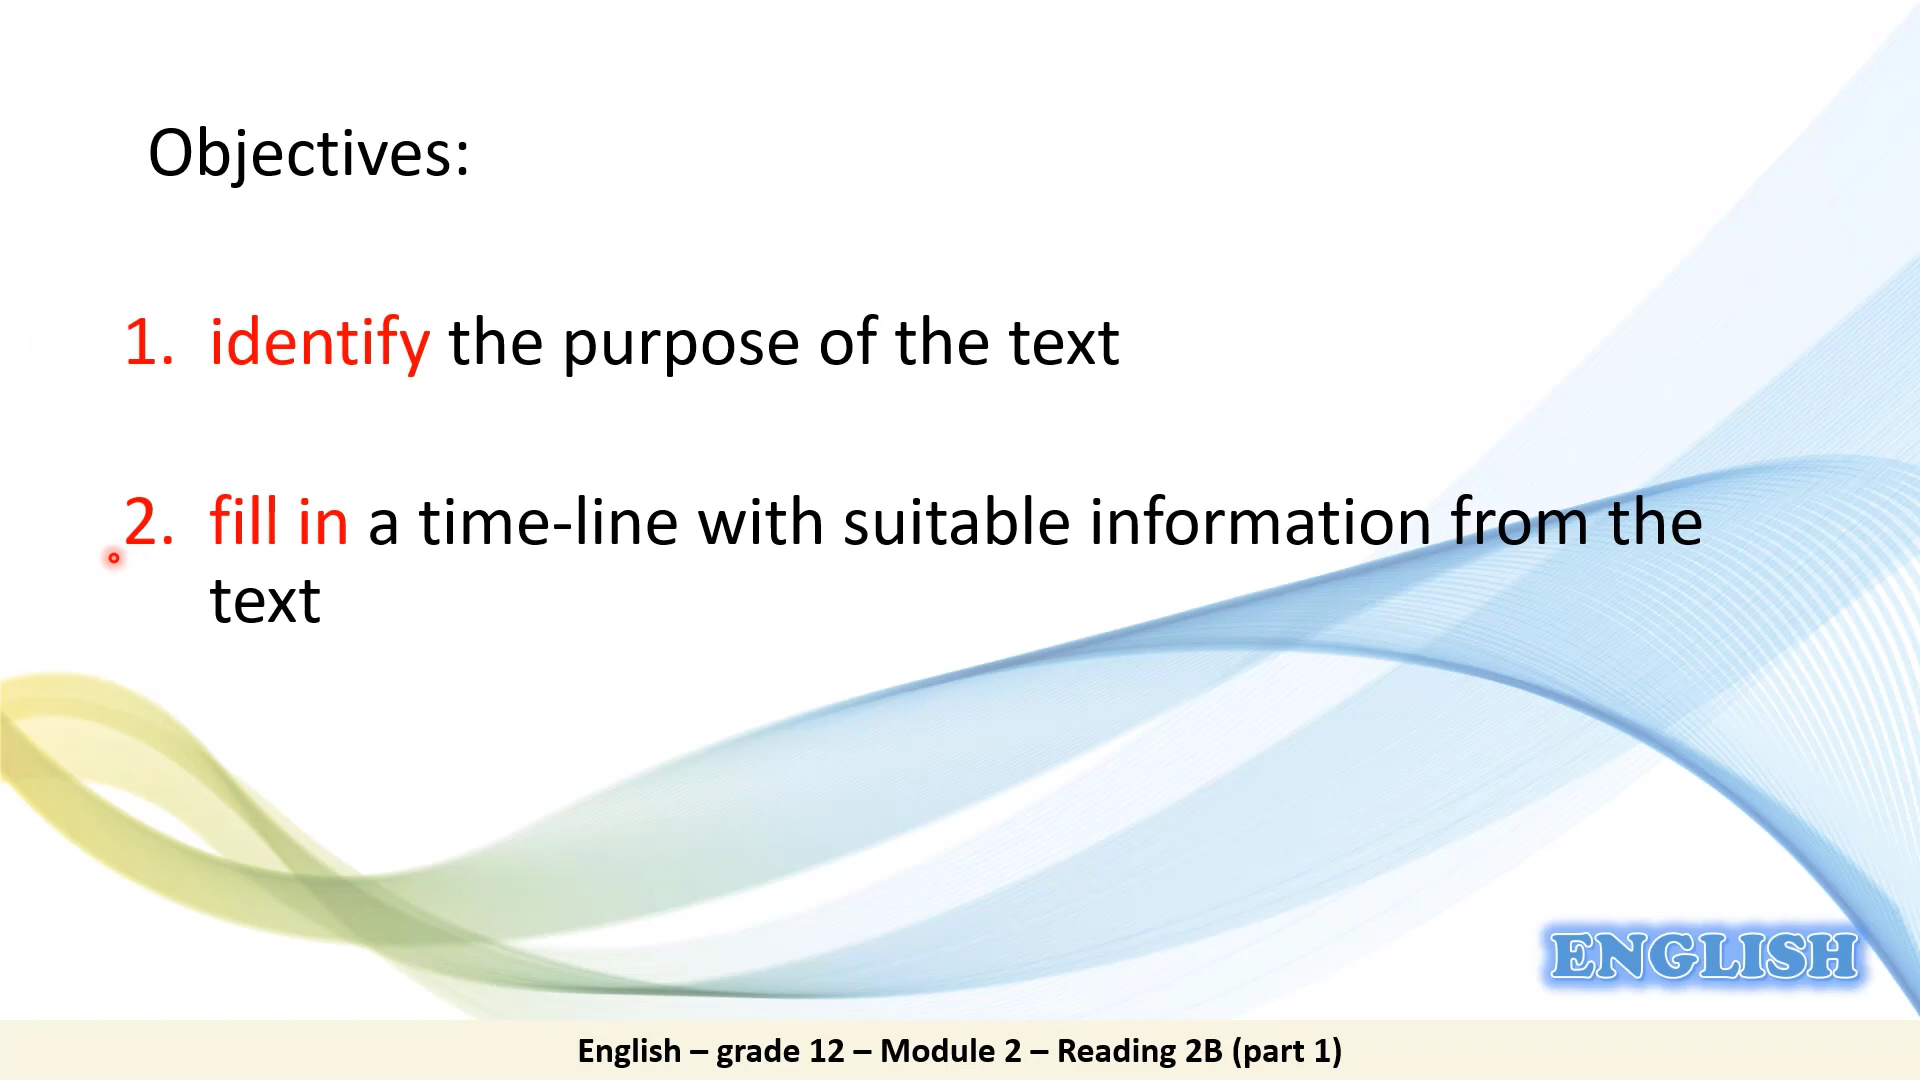 Objectives:
1. identify the purpose of the text
2. fill in a time-line with suitable information from the
text
ENGLISH
English – grade 12 – Module 2 – Reading 2B (part 1)